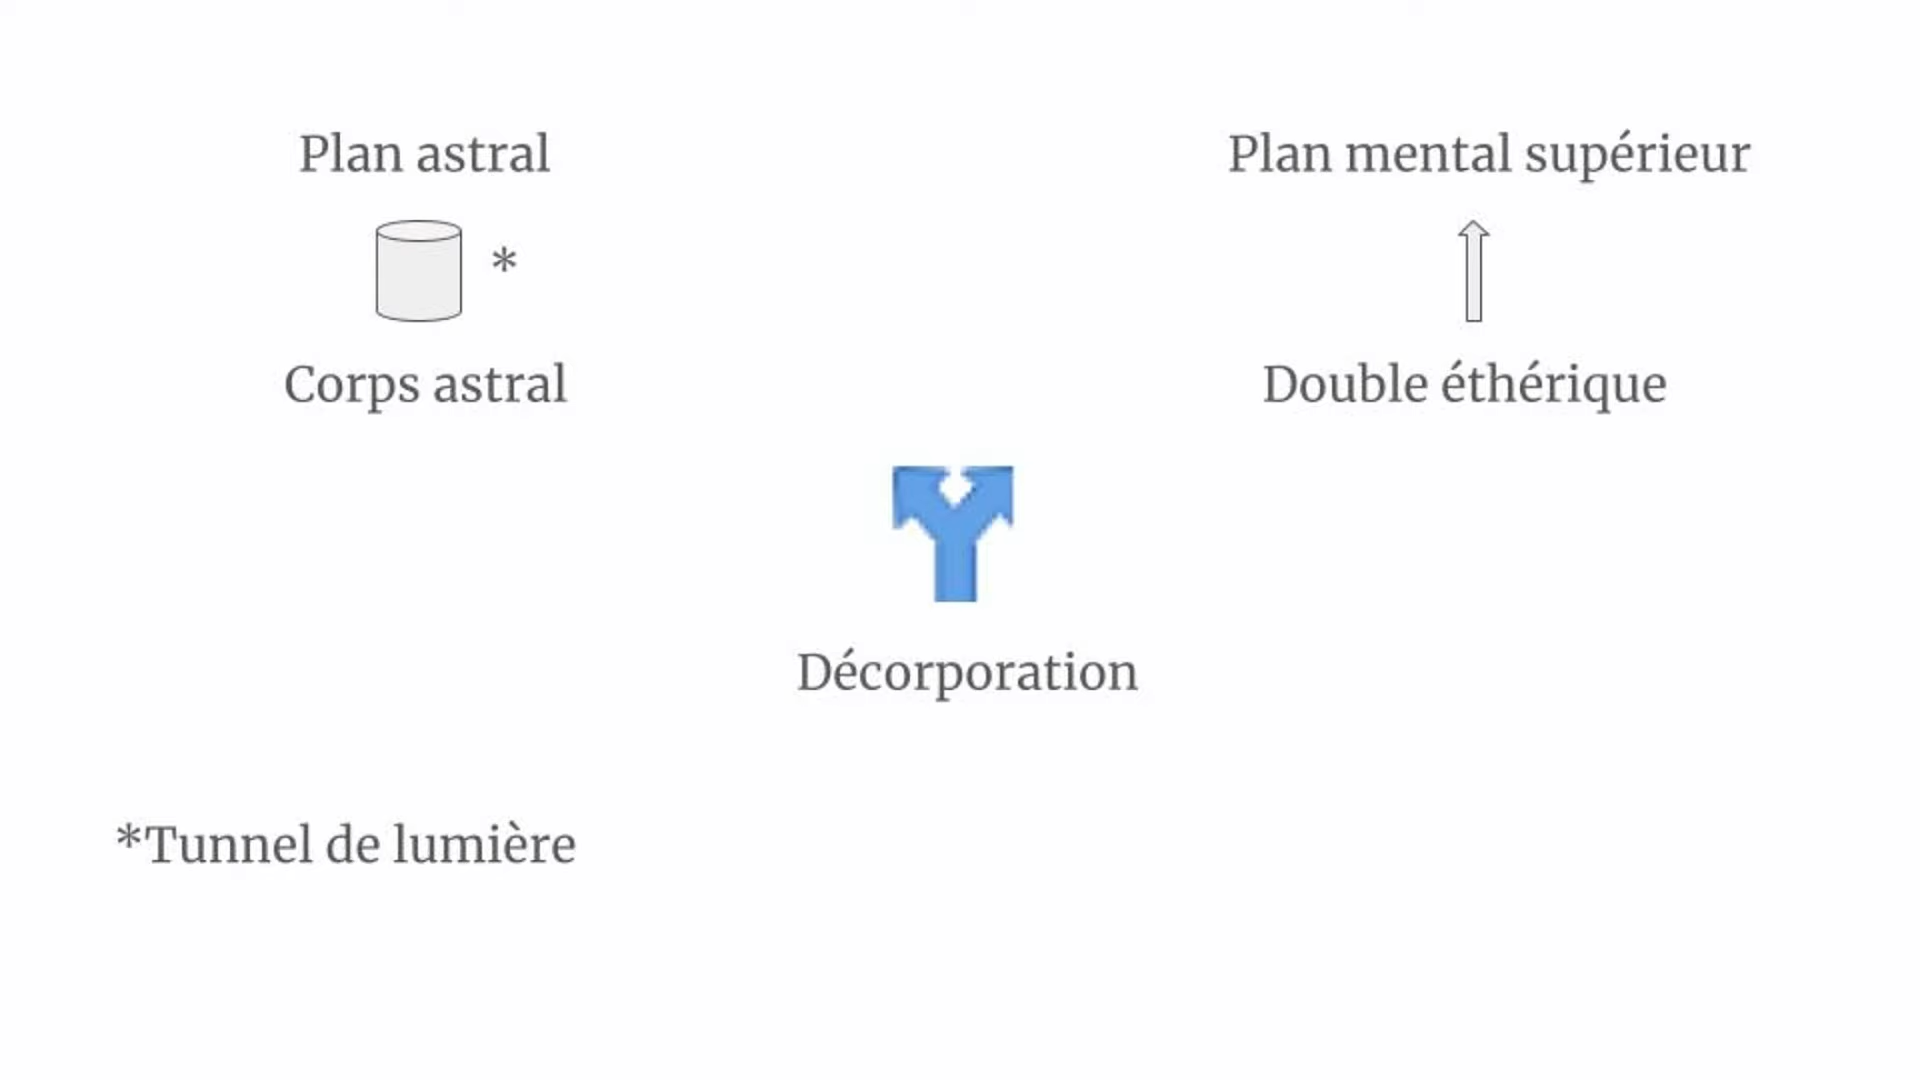 Plan astral
Plan mental supérieur
*
Corps astral
Double éthérique
Décorporation
*Tunnel de lumière